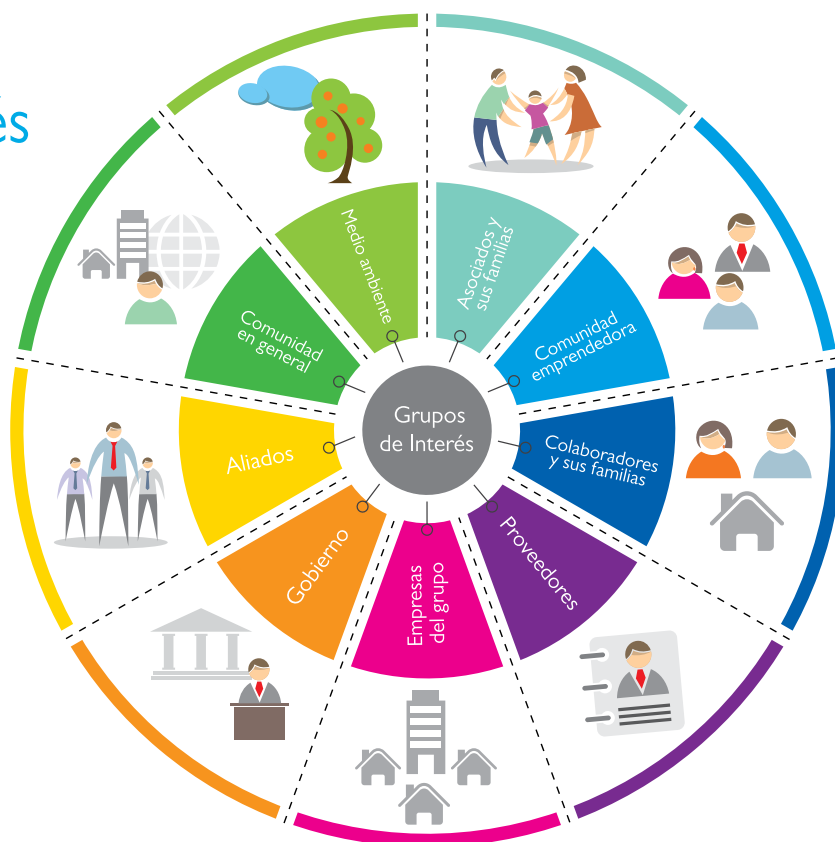 és
Medio ambiente
Asociados y
sus familias
Comunidad
emprendedora
Colaboradores
y sus familias
Proveedores
Empresas
del grupo
Gobierno
Aliados
Comunidad
en general
Grupos
de Interés